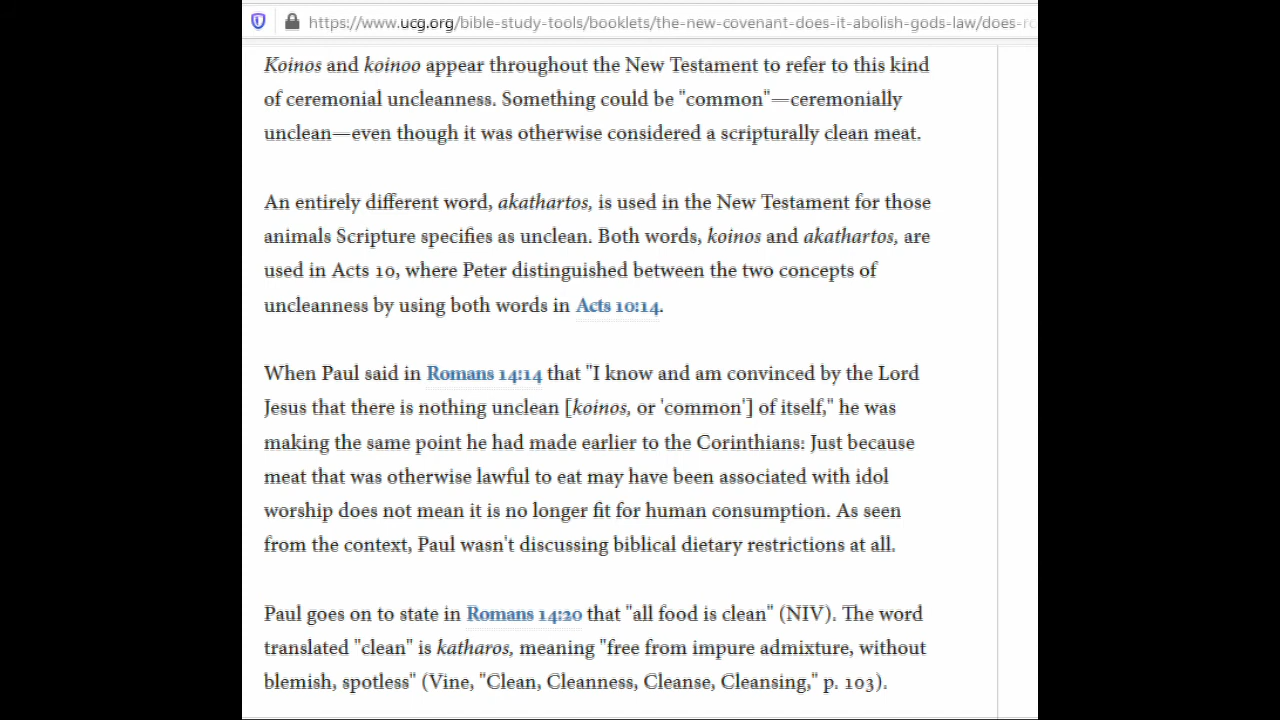 https://www.ucg.org/bible-study-tools/booklets/the-new-covenant-does-it-abolish-gods-law/does-ro
Koinos and koinoo appear throughout the New Testament to refer to this kind
of ceremonial uncleanness. Something could be "common"—ceremonially
unclean—even though it was otherwise considered a scripturally clean meat.
An entirely different word, akathartos, is used in the New Testament for those
animals Scripture specifies as unclean. Both words, koinos and akathartos, are
used in Acts 10, where Peter distinguished between the two concepts of
uncleanness by using both words in Acts 10:14.
When Paul said in Romans 14:14 that "I know and am convinced by the Lord
Jesus that there is nothing unclean [koinos, or 'common'] of itself," he was
making the same point he had made earlier to the Corinthians: Just because
meat that was otherwise lawful to eat may have been associated with idol
worship does not mean it is no longer fit for human consumption. As seen
from the context, Paul wasn't discussing biblical dietary restrictions at all.
Paul goes on to state in Romans 14:20 that "all food is clean" (NIV). The word
translated "clean" is katharos, meaning "free from impure admixture, without
blemish, spotless" (Vine, "Clean, Cleanness, Cleanse, Cleansing," p. 103).